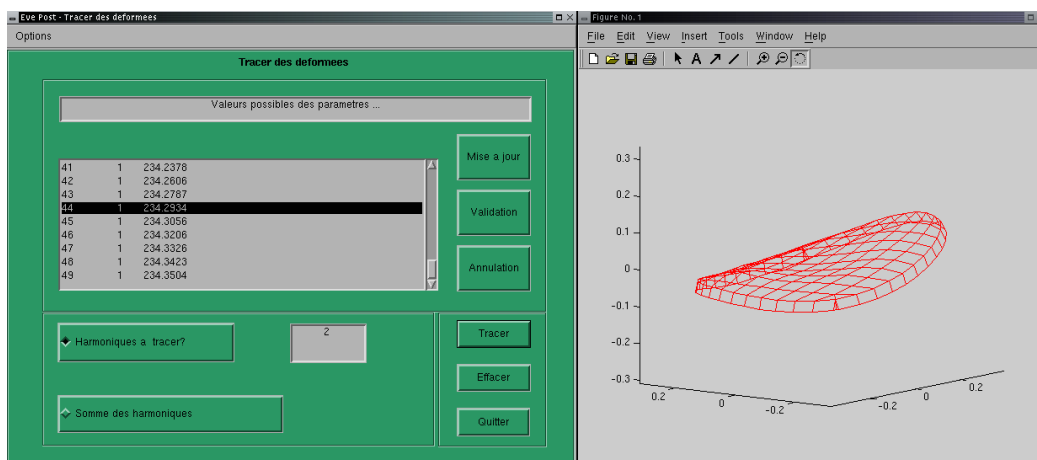 Eve Post - Tracer des deformees
Options
Tracer des deformees
Valeurs possibles des parametres ...
41 1 234.2378
42 1 234.2606
43 1 234.2787
44 1 234.2934
45 1 234.3056
46 1 234.3206
47 1 234.3326
48 1 234.3423
49 1 234.3504
Mise a jour
Validation
Annulation
Harmoniques a tracer?
2
Somme des harmoniques
Tracer
Effacer
Quitter
Figure No. 1
File Edit View Insert Tools Window Help
A
0.3
0.2
0.1
0
-0.1
-0.2
-0.3
0.2 0 -0.2
-0.2 0 0.2